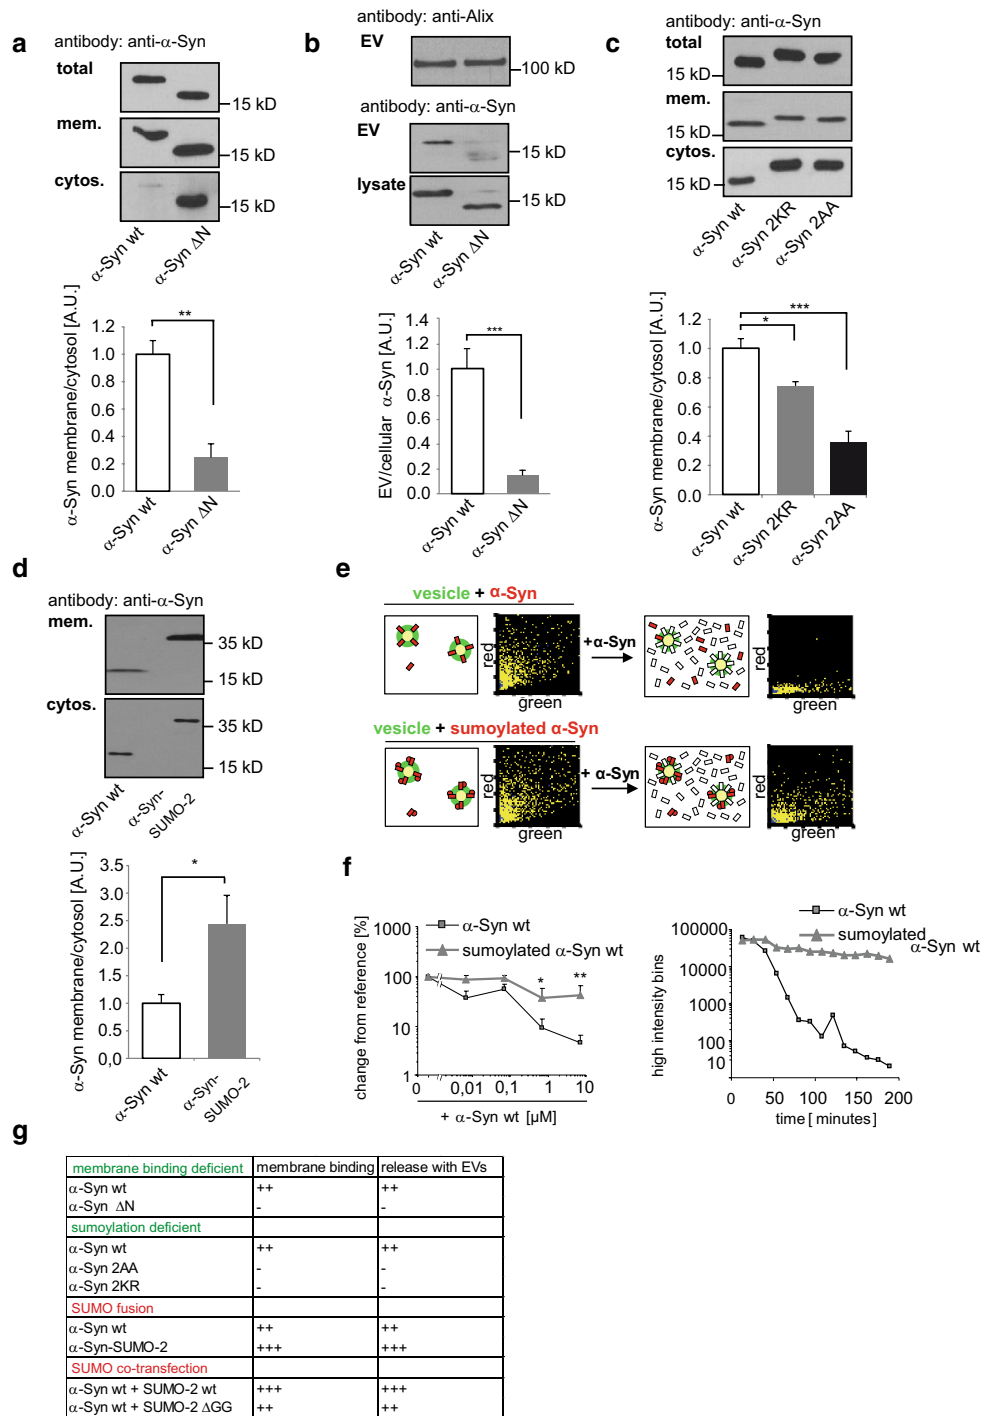 a
antibody: anti-α-Syn
total
15 kD
mem.
15 kD
cytos.
15 kD
α-Syn wt
α-Syn ΔN
α-Syn membrane/cytosol [A.U.]
1.2
1.0
0.8
0.6
0.4
0.2
0.0
**
α-Syn wt
α-Syn ΔN
b
antibody: anti-Alix
EV
100 kD
antibody: anti-α-Syn
EV
15 kD
lysate
15 kD
α-Syn wt
α-Syn ΔN
EV/cellular α-Syn [A.U.]
1.4
1.2
1.0
0.8
0.6
0.4
0.2
0.0
***
α-Syn wt
α-Syn ΔN
c
antibody: anti-α-Syn
total
15 kD
mem.
15 kD
cytos.
15 kD
α-Syn wt
α-Syn 2KR
α-Syn 2AA
α-Syn membrane/cytosol [A.U.]
1.2
1.0
0.8
0.6
0.4
0.2
0.0
***
*
α-Syn wt
α-Syn 2KR
α-Syn 2AA
d
antibody: anti-α-Syn
mem.
35 kD
15 kD
cytos.
35 kD
15 kD
α-Syn wt
α-Syn-
SUMO-2
α-Syn membrane/cytosol [A.U.]
3.5
3.0
2.5
2.0
1.5
1.0
0.5
0,0
*
α-Syn wt
α-Syn-
SUMO-2
e
vesicle + α-Syn
red
green
+α-Syn
red
green
vesicle + sumoylated α-Syn
red
green
+ α-Syn
red
green
f
α-Syn wt
sumoylated α-Syn wt
change from reference [%]
1000
100
10
1
* **
0 0,01 0,1 1 10
+ α-Syn wt [µM]
α-Syn wt
sumoylated
α-Syn wt
high intensity bins
100000
10000
1000
100
10
0 50 100 150 200
time [ minutes]
g
membrane binding deficient membrane binding release with EVs
α-Syn wt ++ ++
α-Syn ΔN - -
sumoylation deficient
α-Syn wt ++ ++
α-Syn 2AA - -
α-Syn 2KR - -
SUMO fusion
α-Syn wt ++ ++
α-Syn-SUMO-2 +++ +++
SUMO co-transfection
α-Syn wt + SUMO-2 wt +++ +++
α-Syn wt + SUMO-2 ΔGG ++ ++